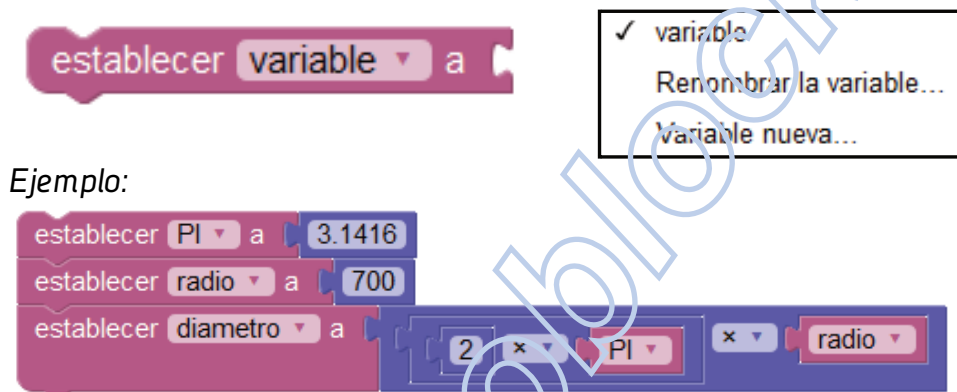 establecer variable a
✓ variable
Renombrar la variable...
Variable nueva...
Ejemplo:
establecer PI a 3.1416
establecer radio a 700
establecer diametro a 2 × PI × radio